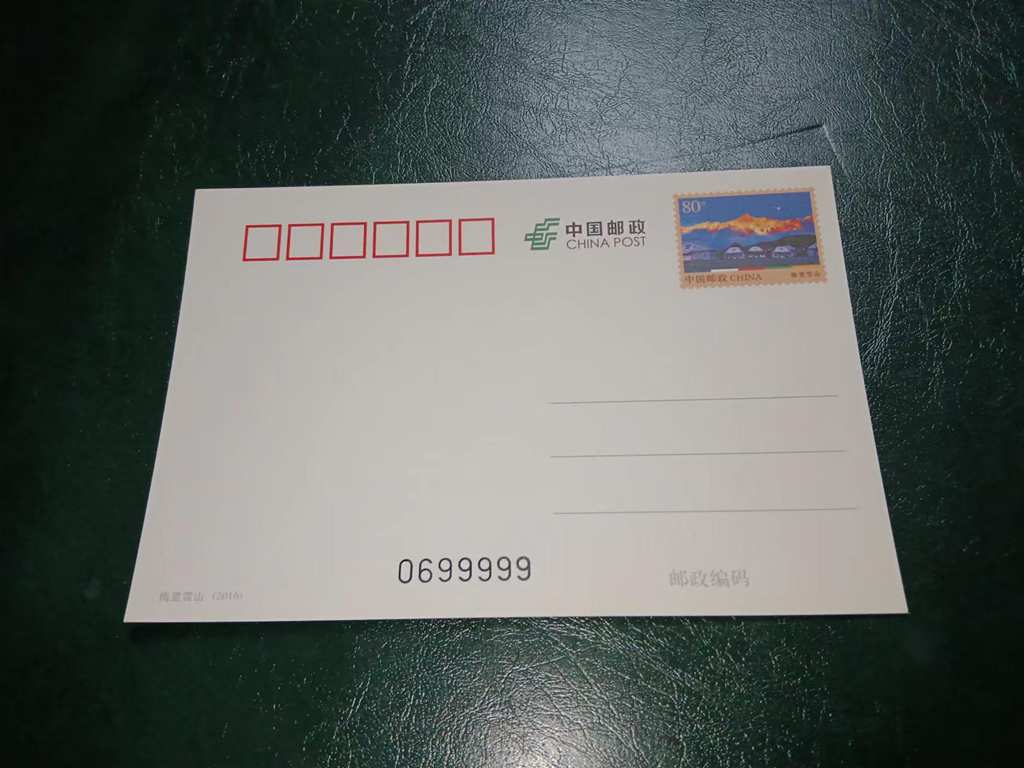 中国邮政
CHINA POST
80分
中国邮政 CHINA
梅里雪山
0699999
邮政编码
梅里雪山 (2016)